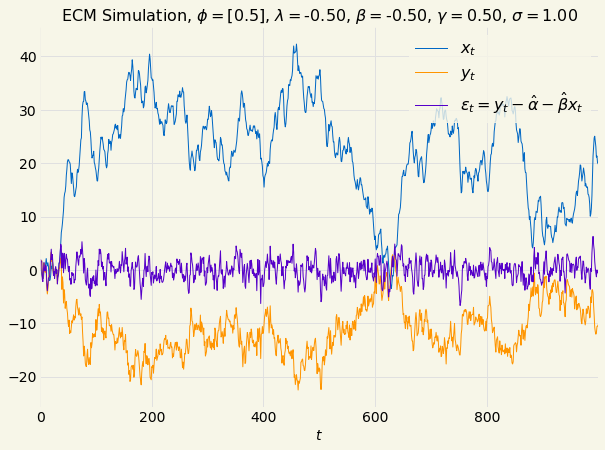 ECM Simulation, ϕ = [0.5], λ = -0.50, β = -0.50, γ = 0.50, σ = 1.00
x_t
y_t
ε_t = y_t − α̂ − β̂x_t
40
30
20
10
0
−10
−20
0 200 400 600 800
t